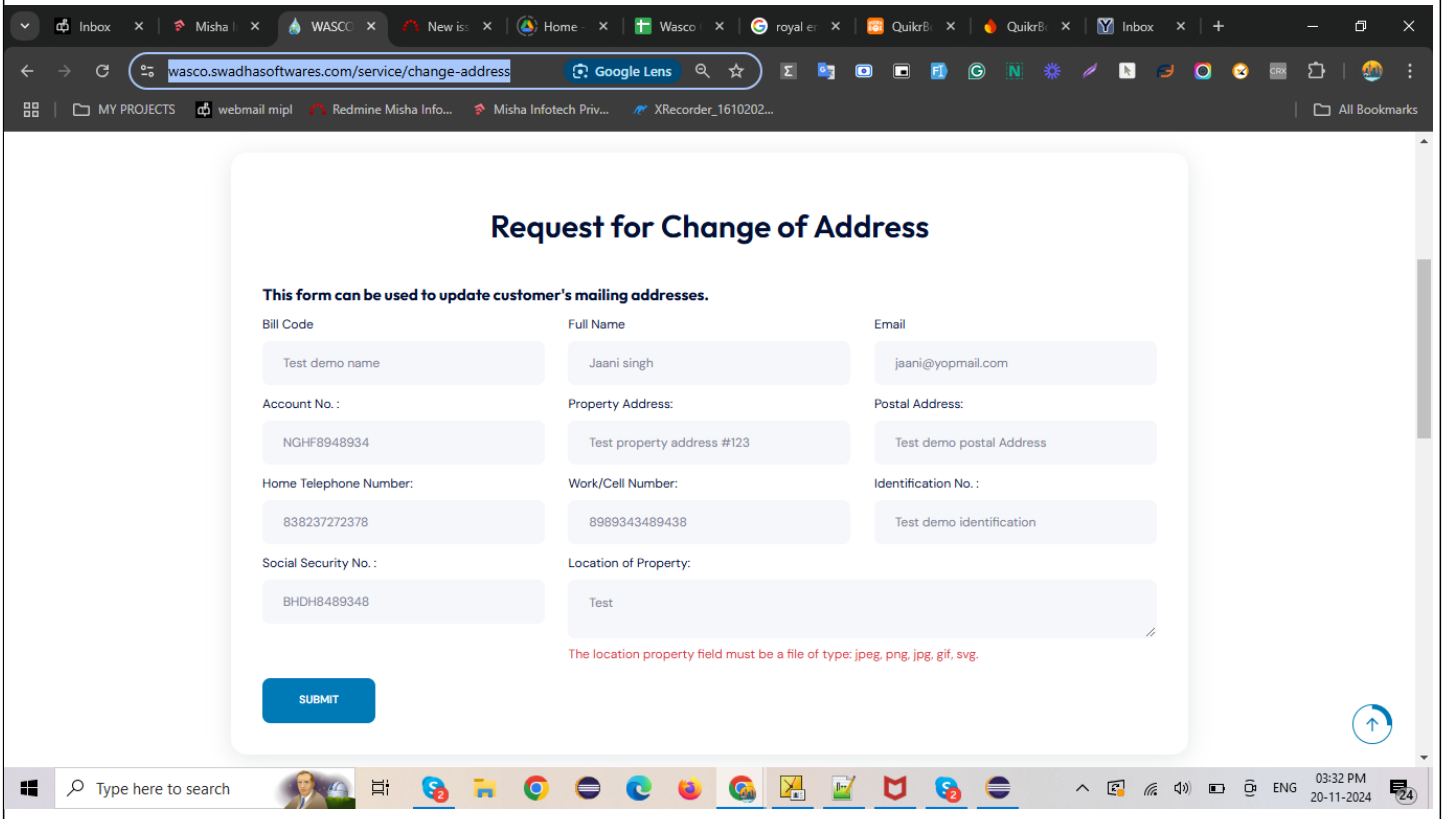 Inbox
Misha I
WASCO
New iss
Home -
Wasco
royal er
QuikrB
QuikrB
Inbox
wasco.swadhasoftwares.com/service/change-address
Google Lens
CRX
MY PROJECTS
webmail mipl
Redmine Misha Info...
Misha Infotech Priv...
XRecorder_1610202...
All Bookmarks
Request for Change of Address
This form can be used to update customer's mailing addresses.
Bill Code Full Name Email
Test demo name Jaani singh jaani@yopmail.com
Account No. : Property Address: Postal Address:
NGHF8948934 Test property address #123 Test demo postal Address
Home Telephone Number: Work/Cell Number: Identification No. :
838237272378 8989343489438 Test demo identification
Social Security No. : Location of Property:
BHDH8489348 Test
The location property field must be a file of type: jpeg, png, jpg, gif, svg.
SUBMIT
Type here to search
ENG
03:32 PM
20-11-2024
24